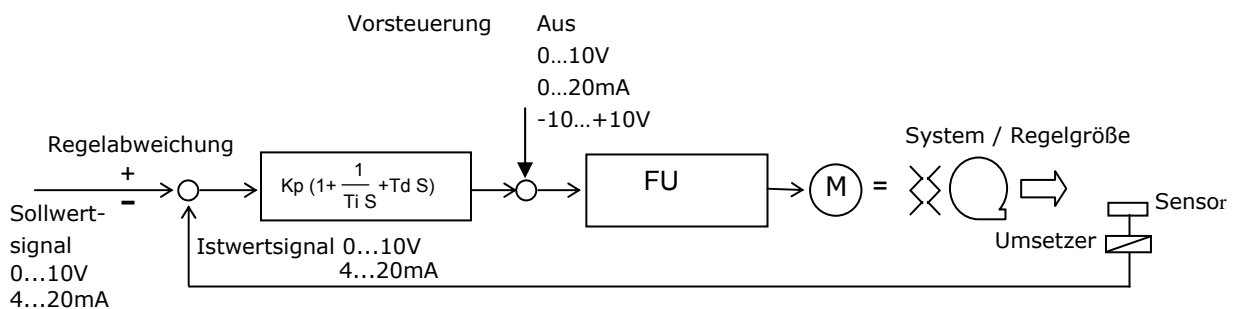 Vorsteuerung Aus
0...10V
0...20mA
-10...+10V
System / Regelgröße
Regelabweichung
+
-
Kp (1+ 1/Ti S +Td S)
FU
M
=
Sensor
Umsetzer
Sollwert-
signal
0...10V
4...20mA
Istwertsignal 0...10V
4...20mA